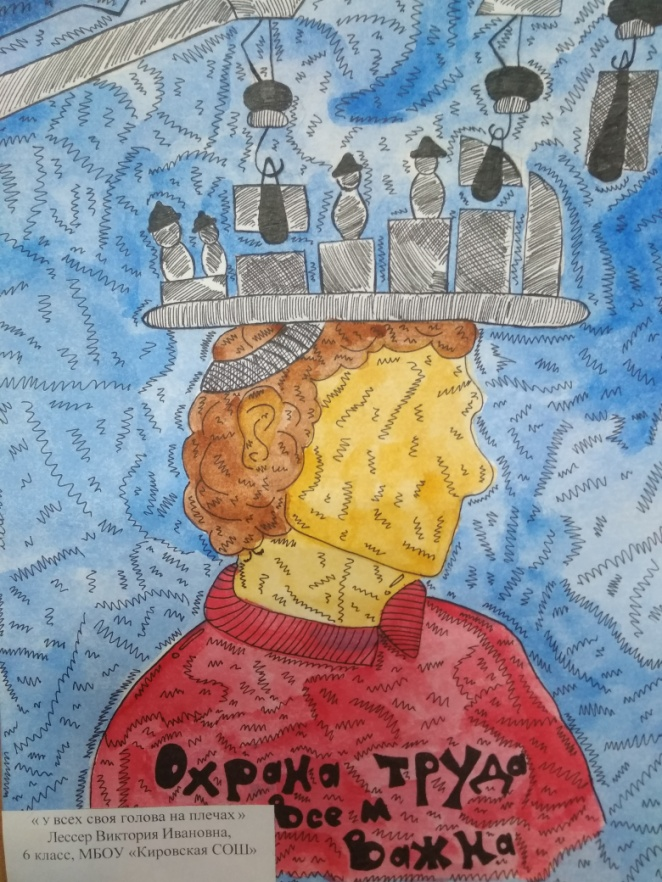 Охрана труда
всем
важна
« у всех своя голова на плечах »
Лессер Виктория Ивановна,
6 класс, МБОУ «Кировская СОШ»